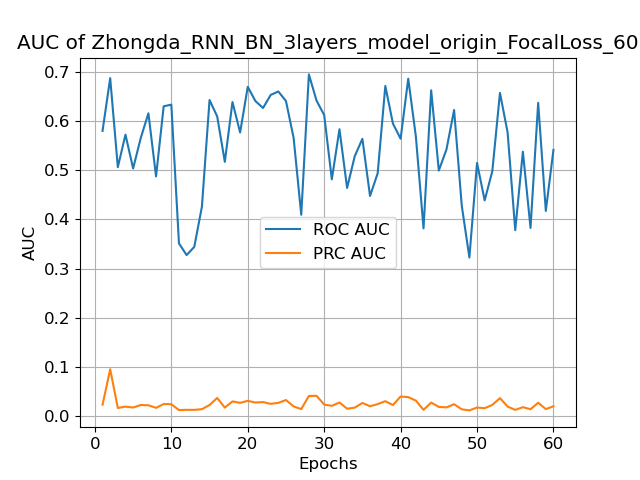 AUC of Zhongda_RNN_BN_3layers_model_origin_FocalLoss_60
0.7
0.6
0.5
0.4
0.3
0.2
0.1
0.0
AUC
ROC AUC
PRC AUC
0 10 20 30 40 50 60
Epochs